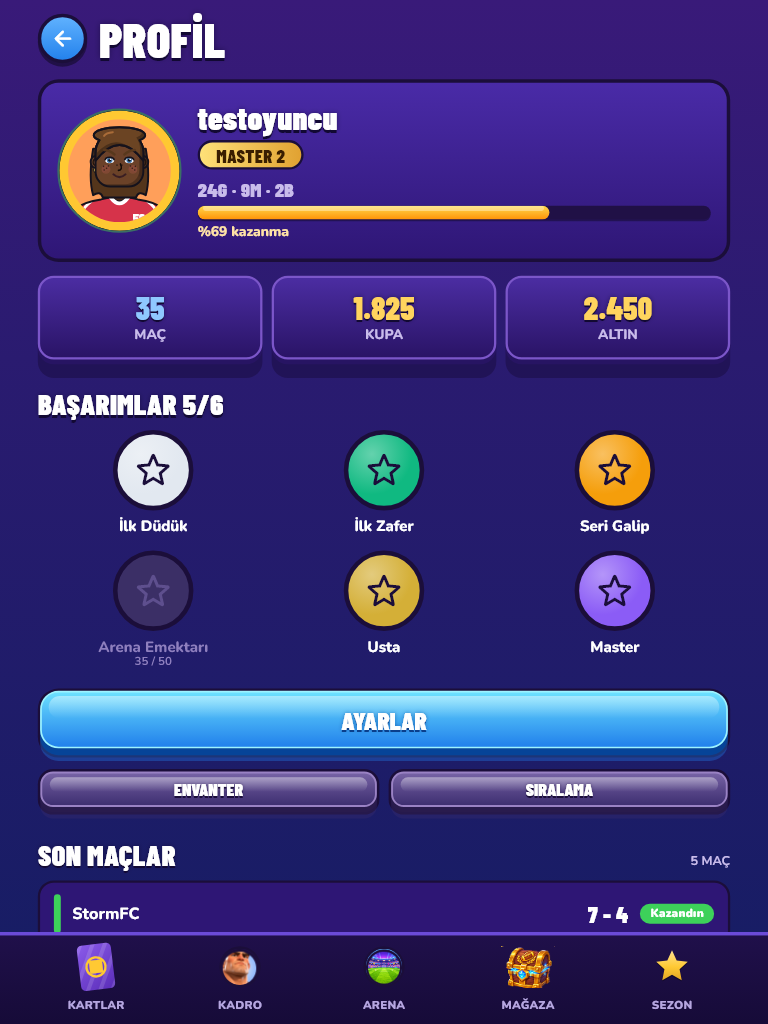 PROFİL
testoyuncu
MASTER 2
24G · 9M · 2B
%69 kazanma
35
MAÇ
1.825
KUPA
2.450
ALTIN
BAŞARIMLAR 5/6
İlk Düdük
İlk Zafer
Seri Galip
Arena Emektarı
35 / 50
Usta
Master
AYARLAR
ENVANTER
SIRALAMA
SON MAÇLAR
5 MAÇ
StormFC
7 - 4
Kazandın
KARTLAR
KADRO
ARENA
MAĞAZA
SEZON